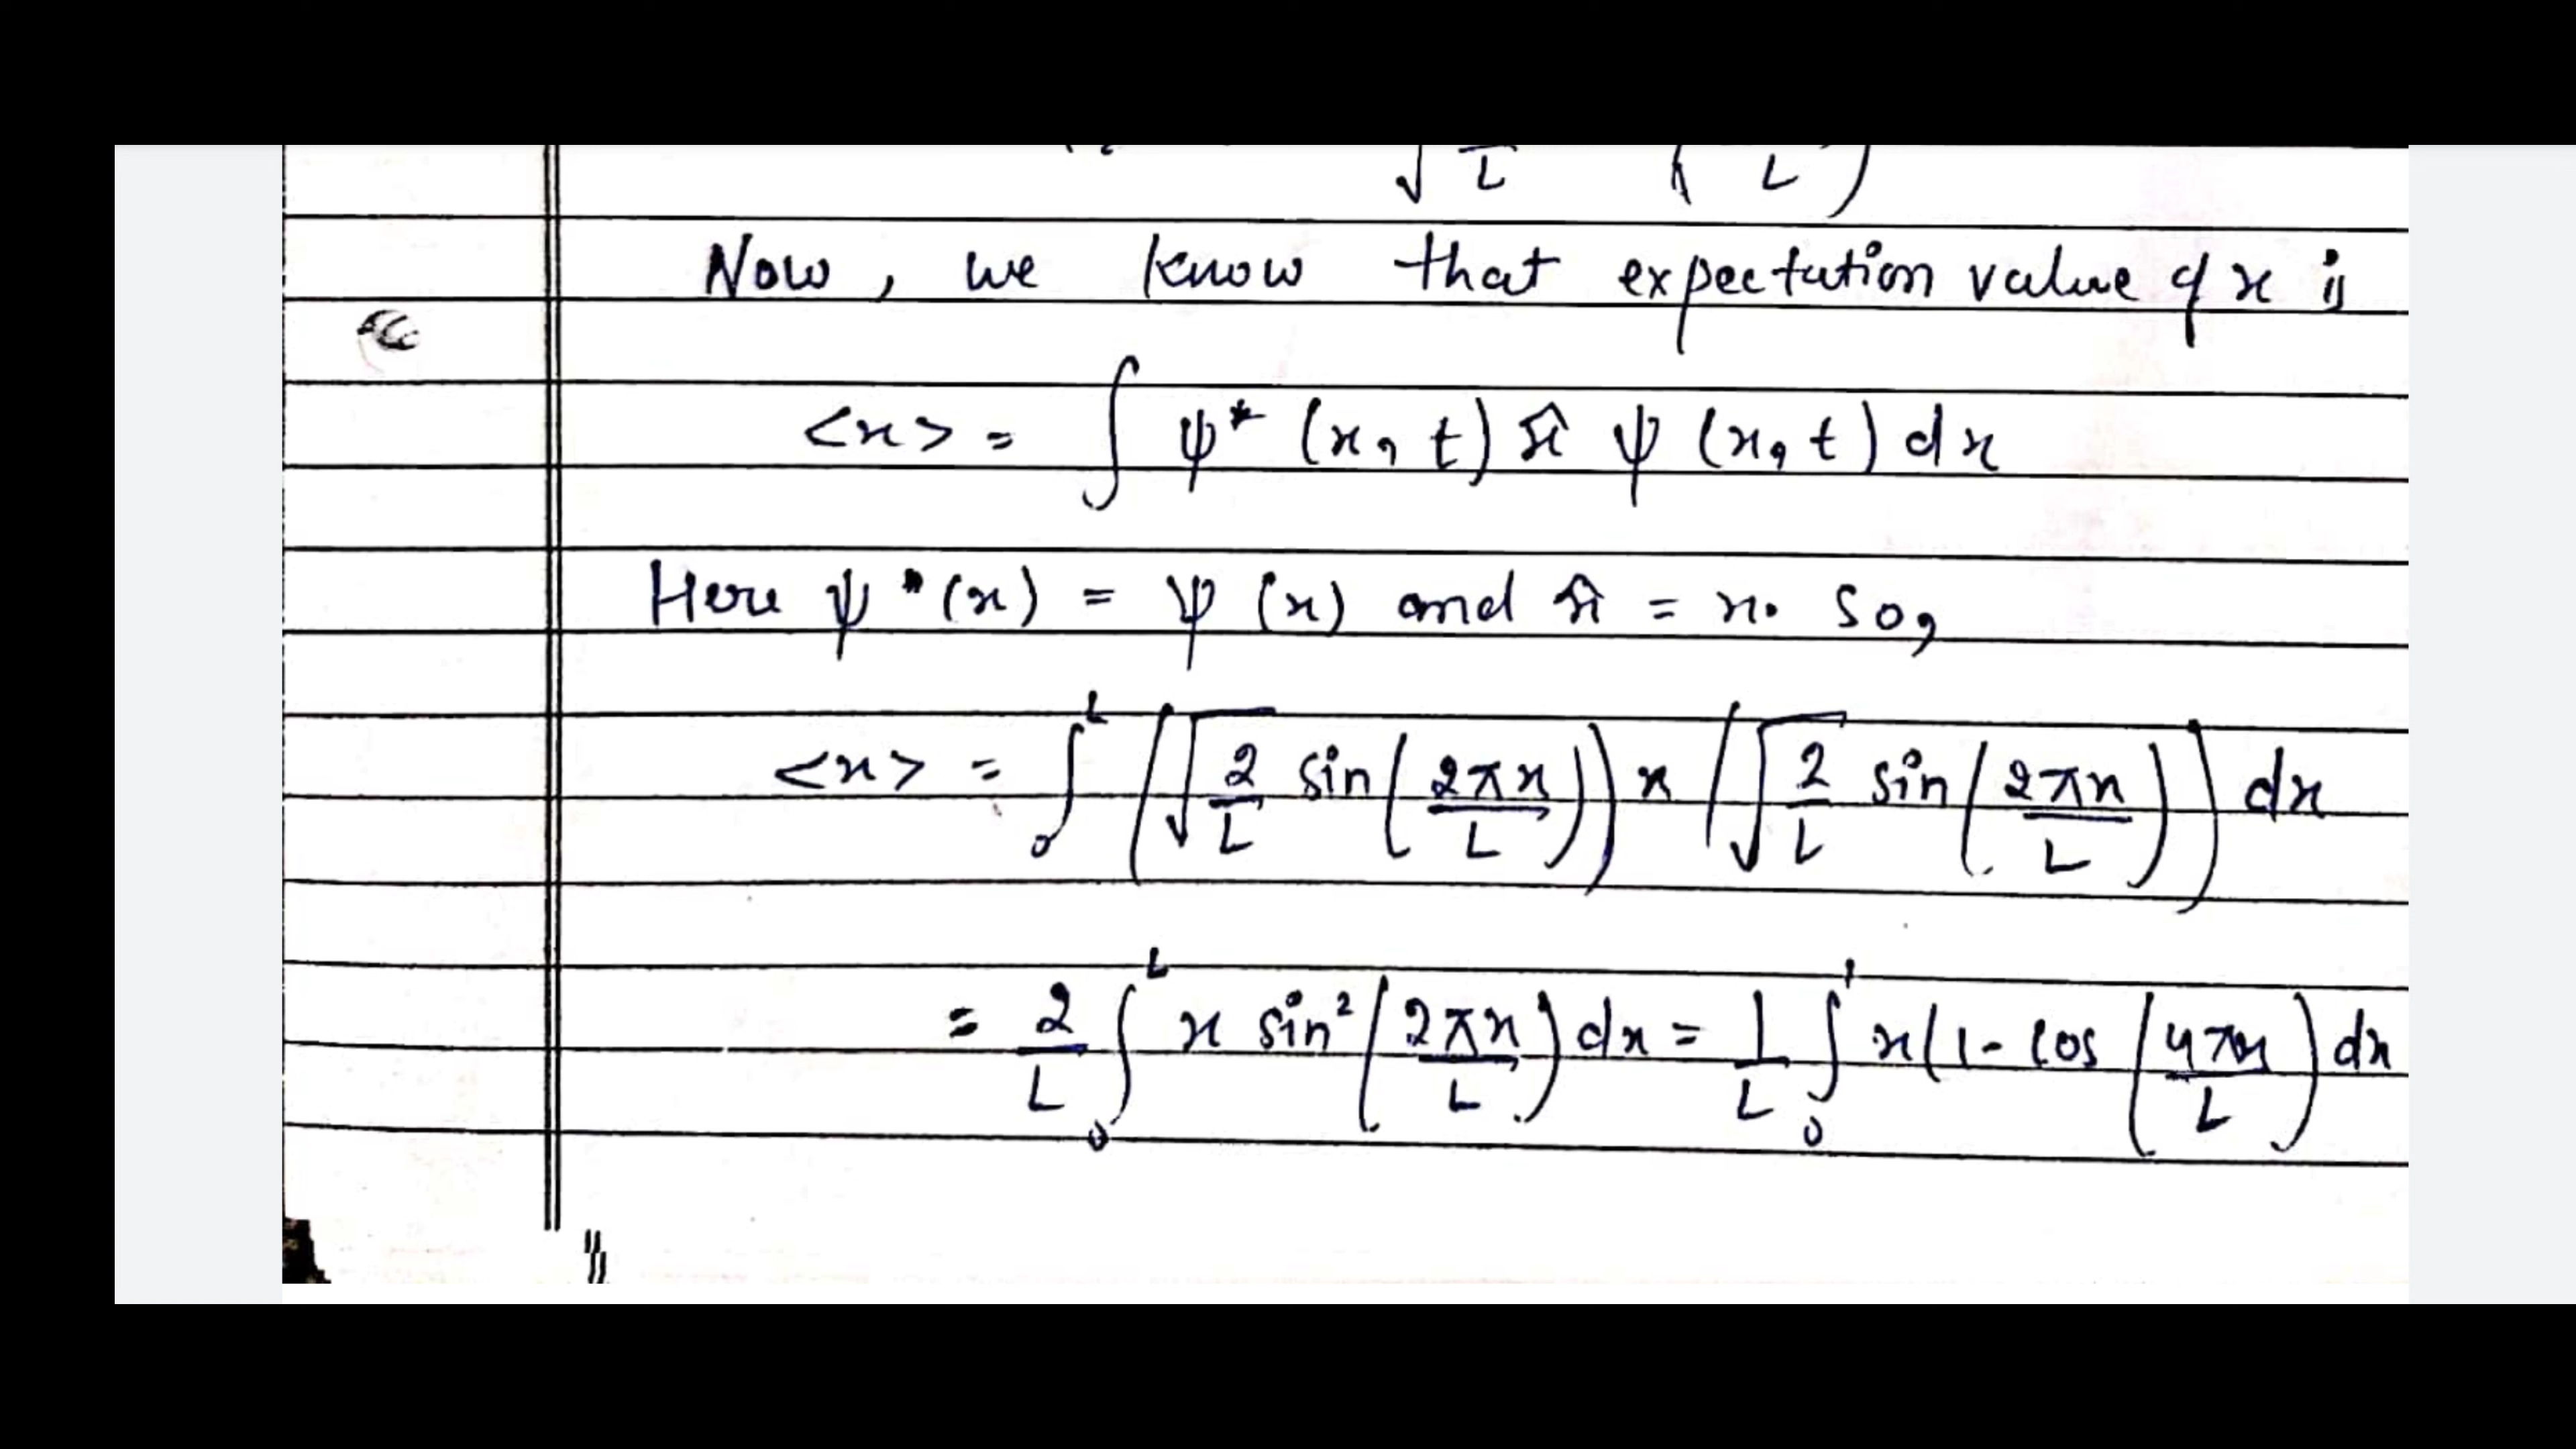 √ L ( L )
Now, we know that expectation value of x is
<x> = ∫ ψ* (x, t) x̂ ψ (x, t) dx
Here ψ*(x) = ψ (x) and x̂ = x. So,
<x> = ∫₀ᴸ (√(2/L) sin(2πx/L)) x (√(2/L) sin(2πx/L)) dx
= 2/L ∫₀ᴸ x sin²(2πx/L) dx = 1/L ∫₀ x(1 - cos(4πx/L) dx